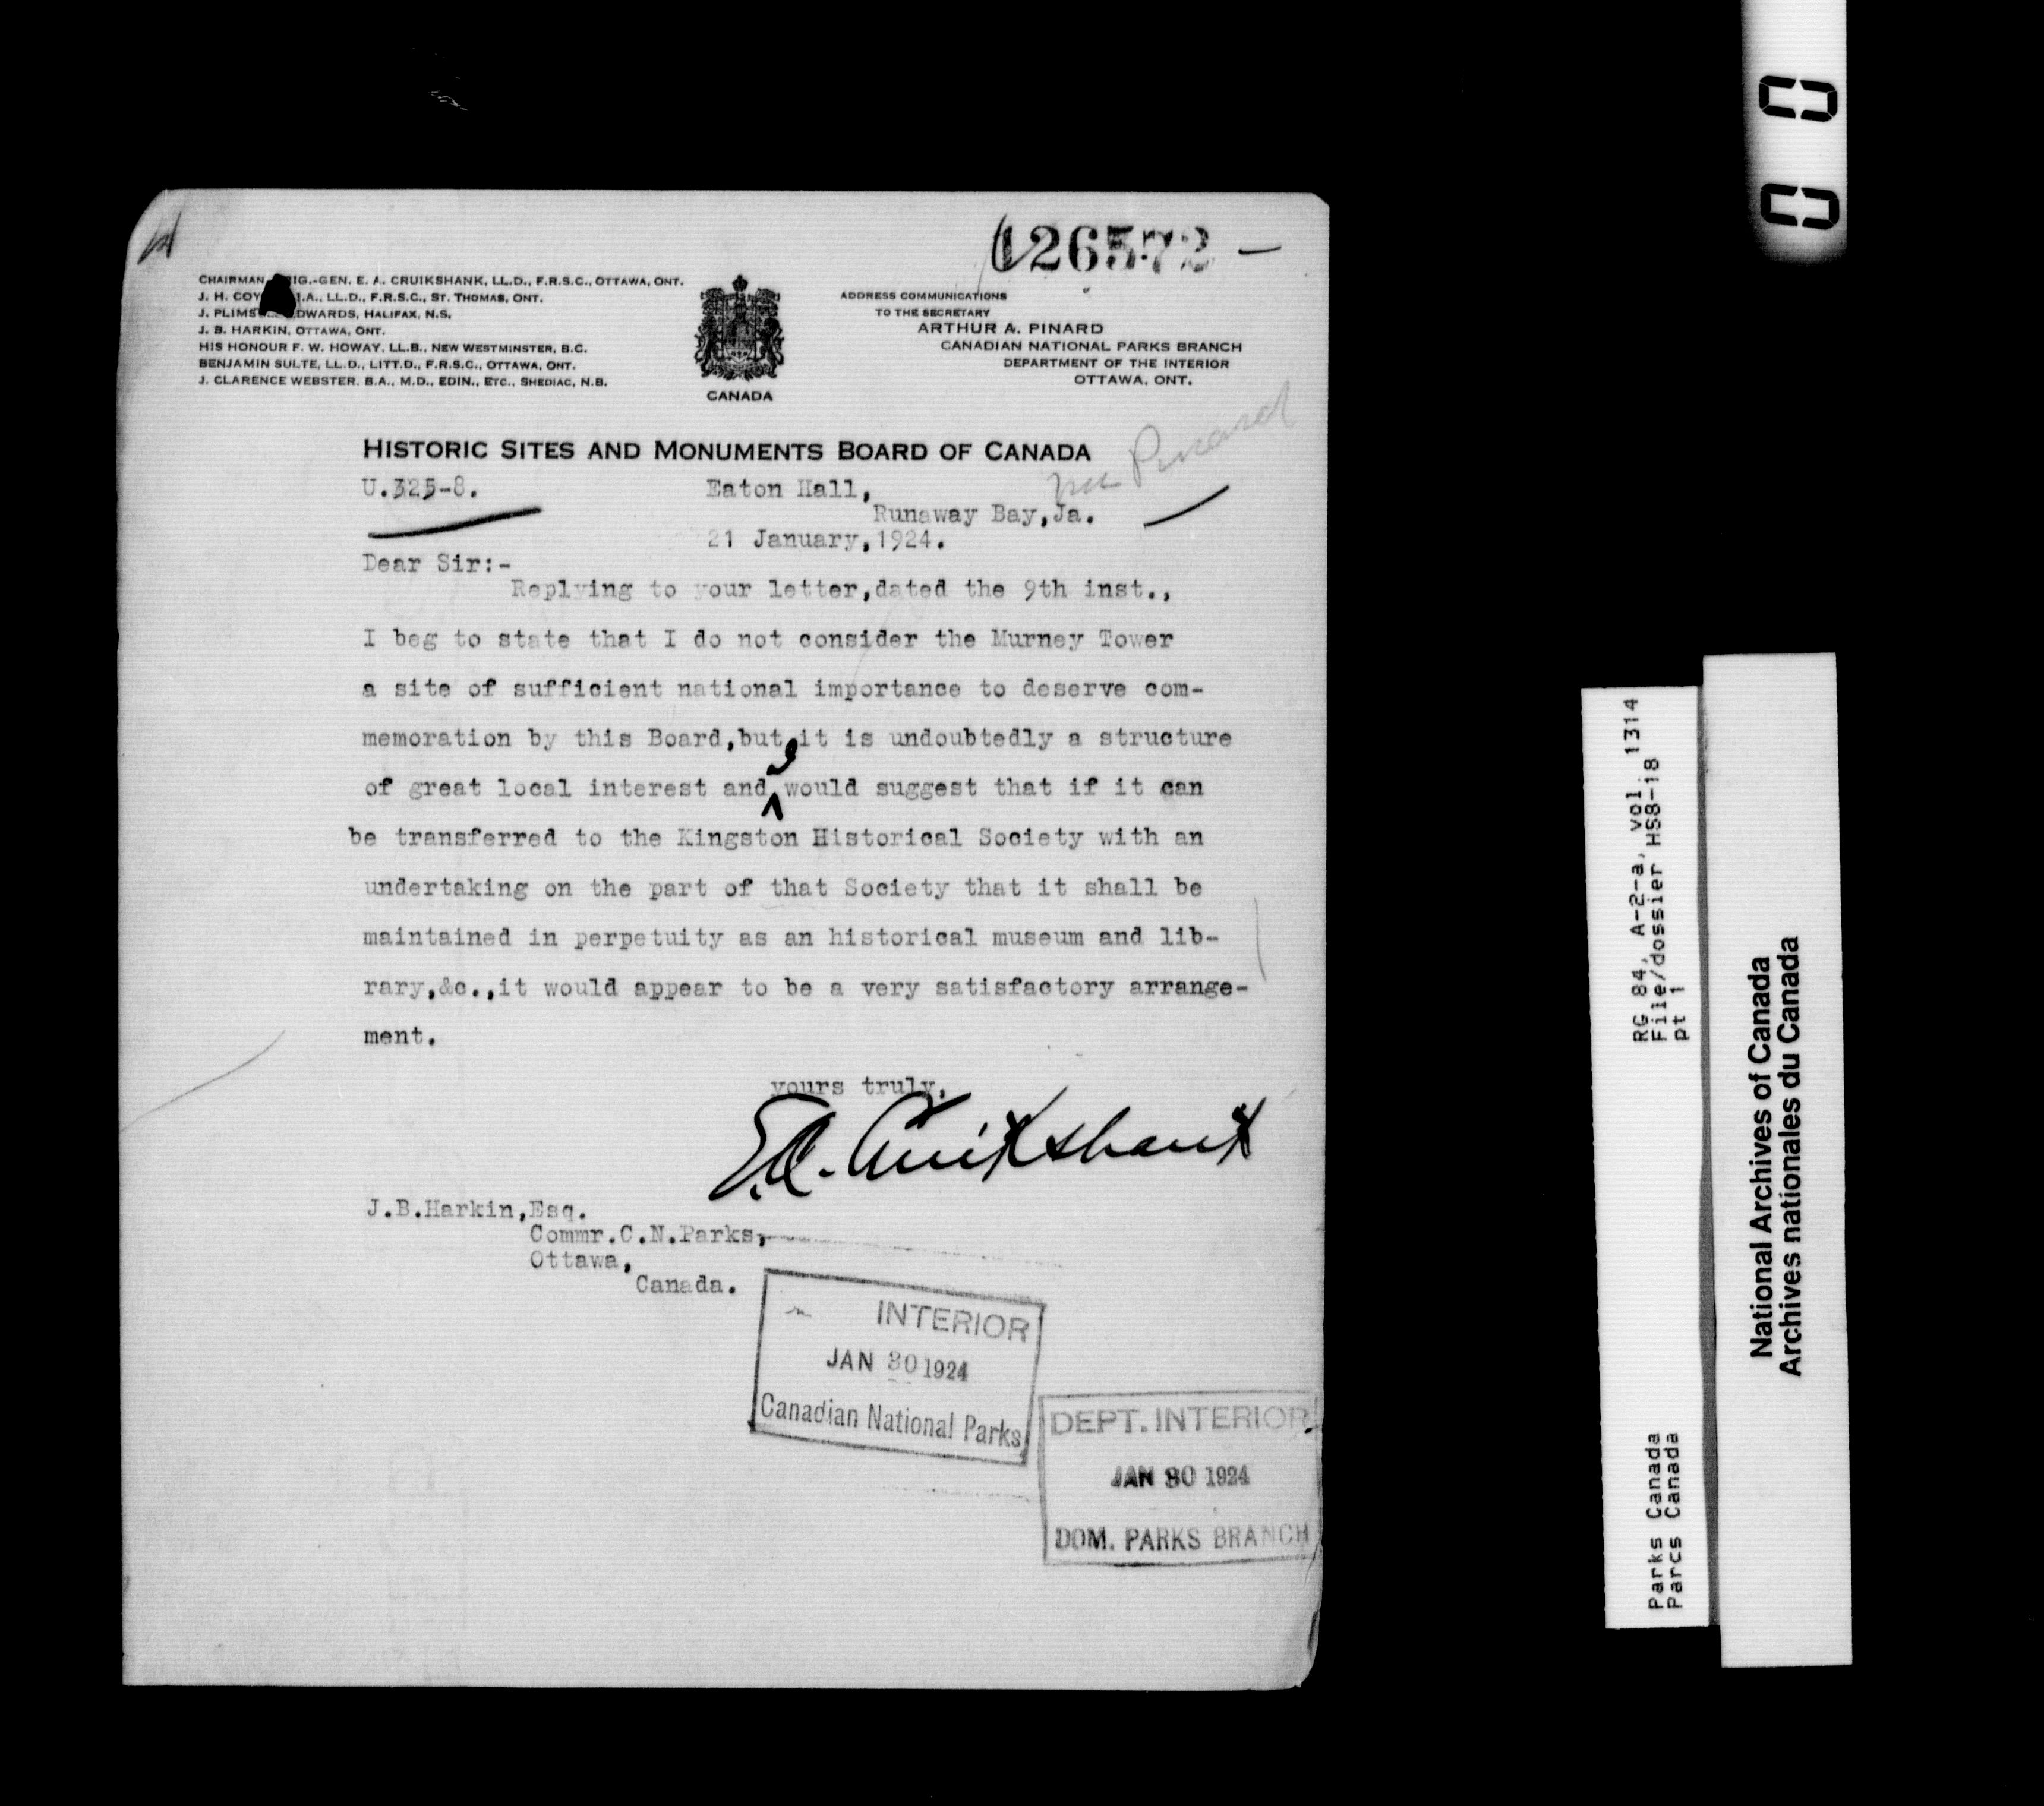 126572 —
CHAIRMAN IG.-GEN. E. A. CRUIKSHANK, LL.D., F.R.S.C., OTTAWA, ONT.
J. H. COY .A., LL.D., F.R.S.C., ST. THOMAS, ONT.
J. PLIMS DWARDS, HALIFAX, N.S.
J. B. HARKIN, OTTAWA, ONT.
HIS HONOUR F. W. HOWAY, LL.B., NEW WESTMINSTER, B.C.
BENJAMIN SULTE, LL.D., LITT.D., F.R.S.C., OTTAWA, ONT.
J. CLARENCE WEBSTER, B.A., M.D., EDIN., ETC., SHEDIAC, N.B.
CANADA
ADDRESS COMMUNICATIONS
TO THE SECRETARY
ARTHUR A. PINARD
CANADIAN NATIONAL PARKS BRANCH
DEPARTMENT OF THE INTERIOR
OTTAWA, ONT.
HISTORIC SITES AND MONUMENTS BOARD OF CANADA
Mr Pinard
U.325-8.
Eaton Hall,
Runaway Bay,Ja.
21 January,1924.
Dear Sir:-
Replying to your letter,dated the 9th inst.,
I beg to state that I do not consider the Murney Tower
a site of sufficient national importance to deserve com-
memoration by this Board,but it is undoubtedly a structure
of great local interest and I would suggest that if it can
be transferred to the Kingston Historical Society with an
undertaking on the part of that Society that it shall be
maintained in perpetuity as an historical museum and lib-
rary,&c.,it would appear to be a very satisfactory arrange-
ment.
yours truly,
E.A. Cruikshank
J.B.Harkin,Esq.
Commr.C.N.Parks,
Ottawa,
Canada.
INTERIOR
JAN 30 1924
Canadian National Parks
DEPT. INTERIOR
JAN 30 1924
DOM. PARKS BRANCH
RG 84, A-2-a, vol. 1314
File/dossier HS8-18
pt 1
Parks Canada
Parcs Canada
National Archives of Canada
Archives nationales du Canada